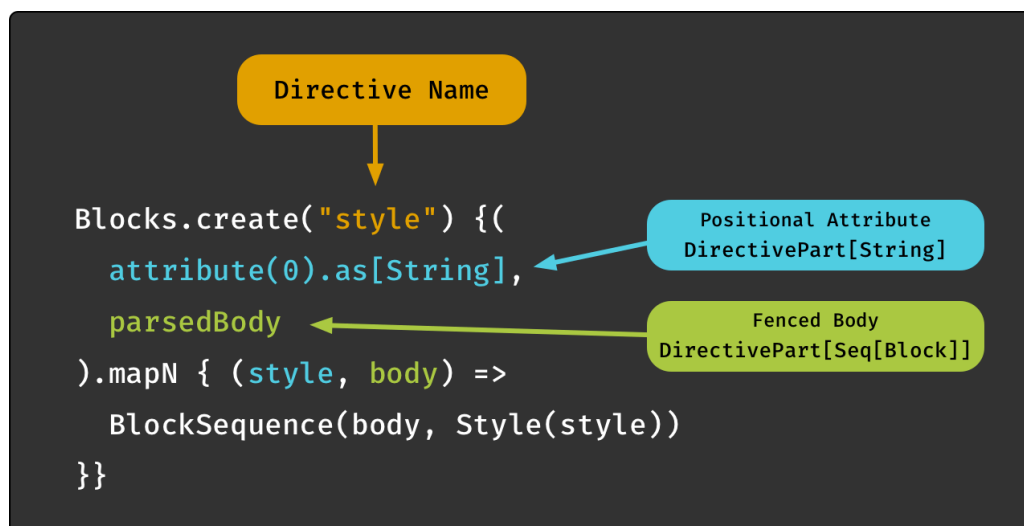 Directive Name
Blocks.create("style") {(
Positional Attribute
DirectivePart[String]
attribute(0).as[String],
parsedBody
Fenced Body
DirectivePart[Seq[Block]]
).mapN { (style, body) =>
BlockSequence(body, Style(style))
}}